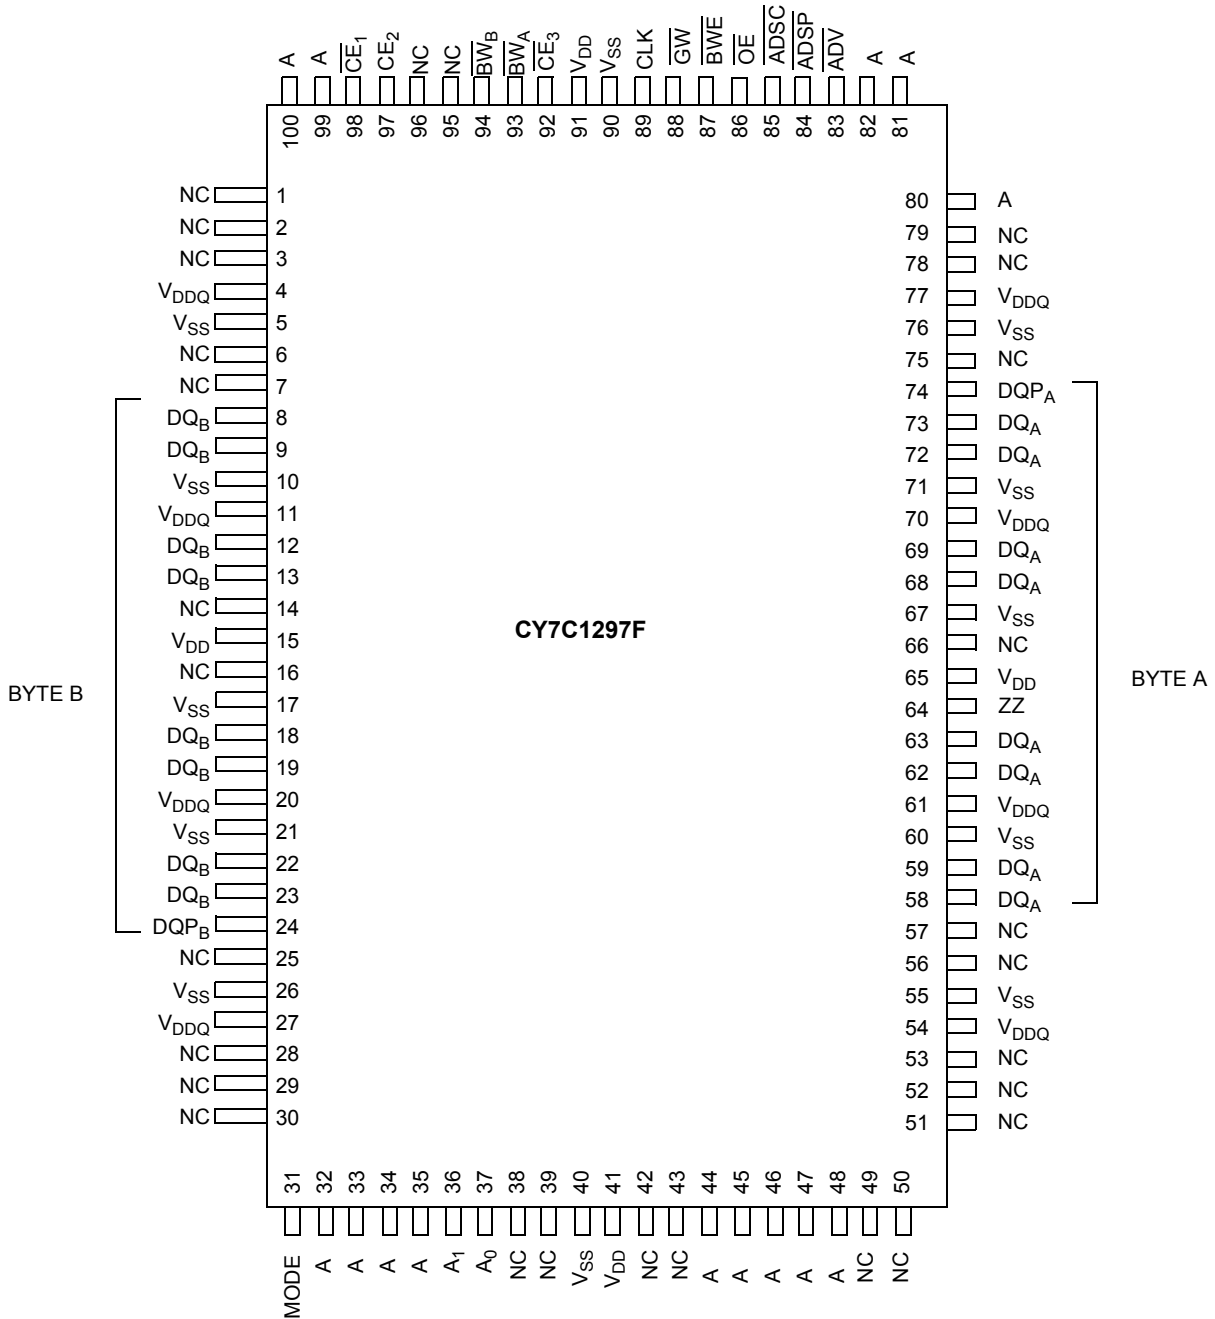 A A CE1 CE2 NC NC BWB BWA CE3 VDD VSS CLK GW BWE OE ADSC ADSP ADV A A
100 99 98 97 96 95 94 93 92 91 90 89 88 87 86 85 84 83 82 81
NC 1
NC 2
NC 3
VDDQ 4
VSS 5
NC 6
NC 7
DQB 8
DQB 9
VSS 10
VDDQ 11
DQB 12
DQB 13
NC 14
VDD 15
NC 16
VSS 17
DQB 18
DQB 19
VDDQ 20
VSS 21
DQB 22
DQB 23
DQPB 24
NC 25
VSS 26
VDDQ 27
NC 28
NC 29
NC 30
BYTE B
CY7C1297F
80 A
79 NC
78 NC
77 VDDQ
76 VSS
75 NC
74 DQPA
73 DQA
72 DQA
71 VSS
70 VDDQ
69 DQA
68 DQA
67 VSS
66 NC
65 VDD
64 ZZ
63 DQA
62 DQA
61 VDDQ
60 VSS
59 DQA
58 DQA
57 NC
56 NC
55 VSS
54 VDDQ
53 NC
52 NC
51 NC
BYTE A
31 32 33 34 35 36 37 38 39 40 41 42 43 44 45 46 47 48 49 50
MODE A A A A A1 A0 NC NC VSS VDD NC NC A A A A A NC NC